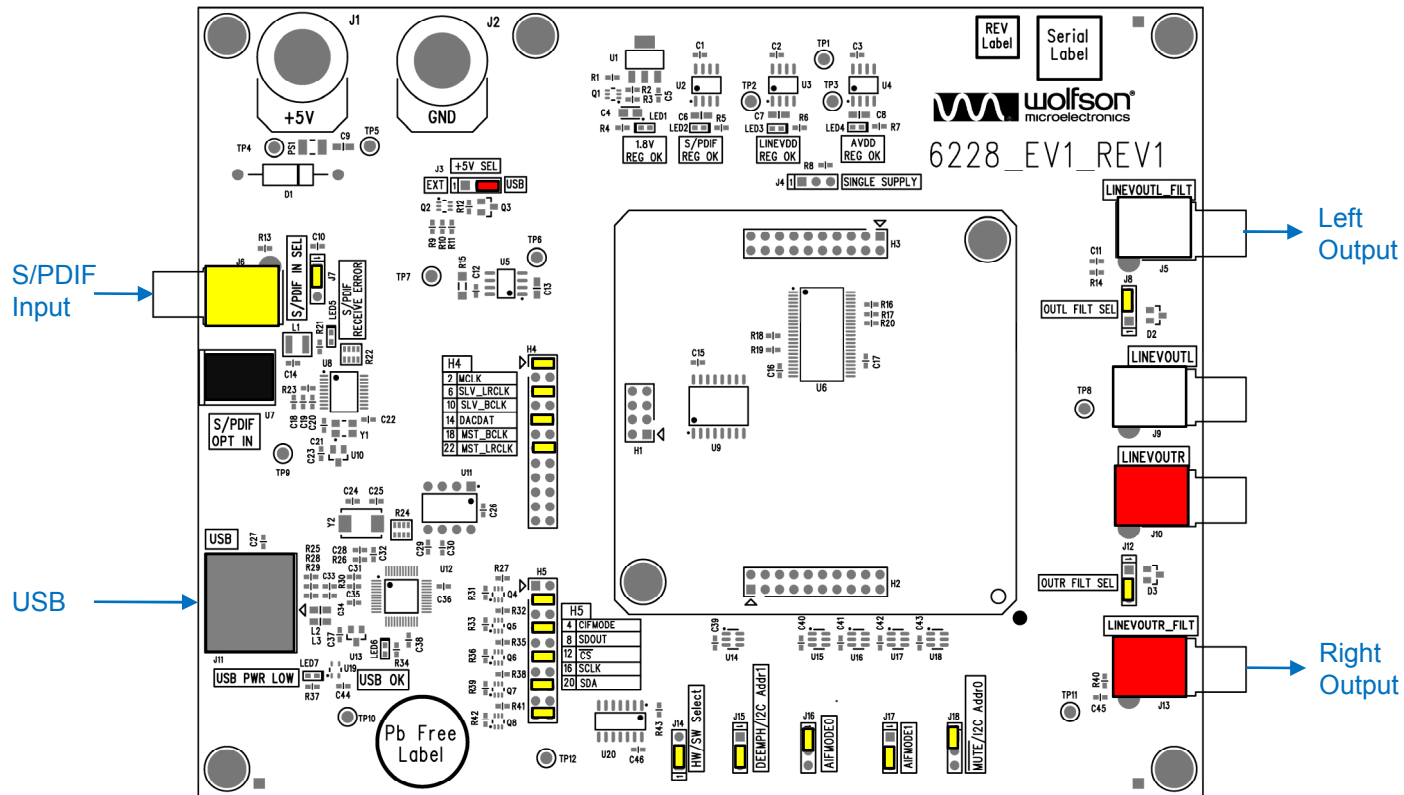 J1
J2
+5V
GND
TP4
PS1
C9
TP5
D1
U1
R1
Q1
R2
R3
C5
C4
R4
LED1
1.8V
REG OK
C1
U2
C6
LED2
R5
S/PDIF
REG OK
C2
TP1
TP2
U3
C7
LED3
R6
LINEVDD
REG OK
C3
TP3
U4
C8
LED4
R7
AVDD
REG OK
REV
Label
Serial
Label
wolfson®
microelectronics
6228_EV1_REV1
R8
J4
1
SINGLE SUPPLY
J3
+5V SEL
EXT
1
USB
Q2
R12
Q3
R9
R10
R11
TP6
TP7
R15
C12
U5
C13
S/PDIF
Input
R13
J6
S/PDIF IN SEL
C10
1
J7
LED5
S/PDIF
RECEIVE ERROR
R21
L1
C14
R22
U8
R23
C18
C19
C20
C22
Y1
C21
C23
U10
U7
S/PDIF
OPT IN
TP9
H4
2 MCLK
6 SLV_LRCLK
10 SLV_BCLK
14 DACDAT
18 MST_BCLK
22 MST_LRCLK
H4
H3
R16
R17
R20
R18
R19
C16
C17
U6
C15
U9
H1
H2
LINEVOUTL_FILT
Left
Output
C11
R14
J5
J8
OUTL FILT SEL
1
D2
LINEVOUTL
TP8
J9
LINEVOUTR
J10
J12
1
OUTR FILT SEL
D3
LINEVOUTR_FILT
Right
Output
R40
C45
TP11
J13
U11
C26
C24
C25
Y2
R24
C29
C30
USB
USB
C27
J11
R25
R28
R29
C28
R26
C32
C31
C33
R30
C35
C34
U12
C36
L2
L3
C37
U13
LED6
R34
C38
USB PWR LOW
LED7
R37
U19
C44
USB OK
TP10
Pb Free
Label
R27
H5
Q4
R31
R32
Q5
R33
R35
Q6
R36
R38
Q7
R39
R41
Q8
R42
H5
4 CIFMODE
8 SDOUT
12 CS
16 SCLK
20 SDA
TP12
U20
C46
R43
C39
U14
C40
U15
C41
U16
C42
U17
C43
U18
J14
1
HW/SW Select
J15
1
DEEMPH/I2C Addr1
J16
1
AIFMODE0
J17
1
AIFMODE1
J18
1
MUTE/I2C Addr0